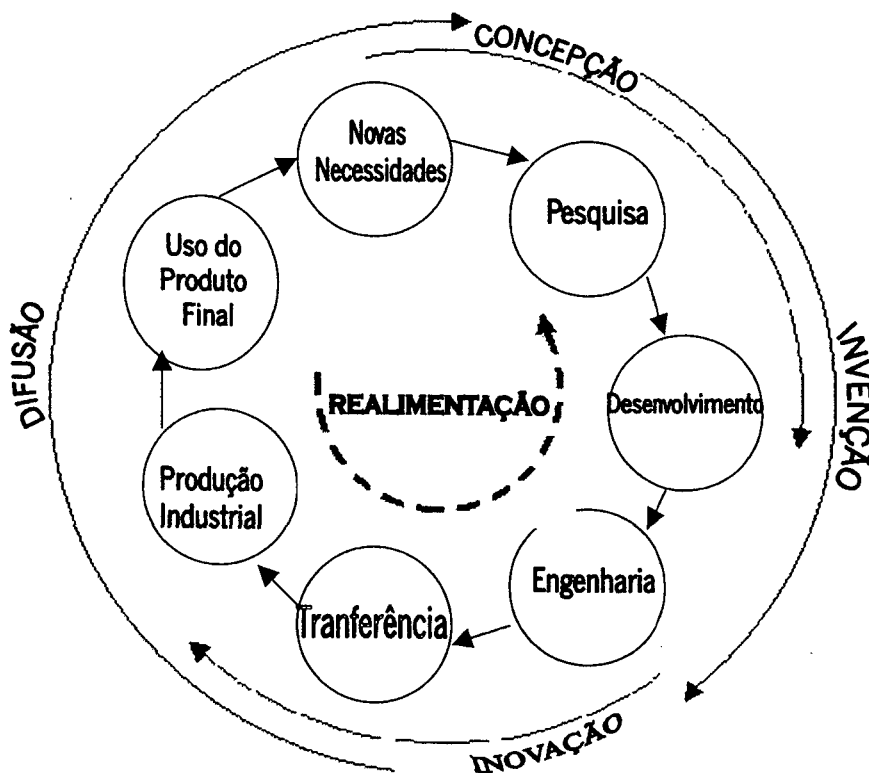 CONCEPÇÃO
Novas
Necessidades
Pesquisa
Uso do
Produto
Final
DIFUSÃO
INVENÇÃO
REALIMENTAÇÃO
Desenvolvimento
Produção
Industrial
Engenharia
Tranferência
INOVAÇÃO